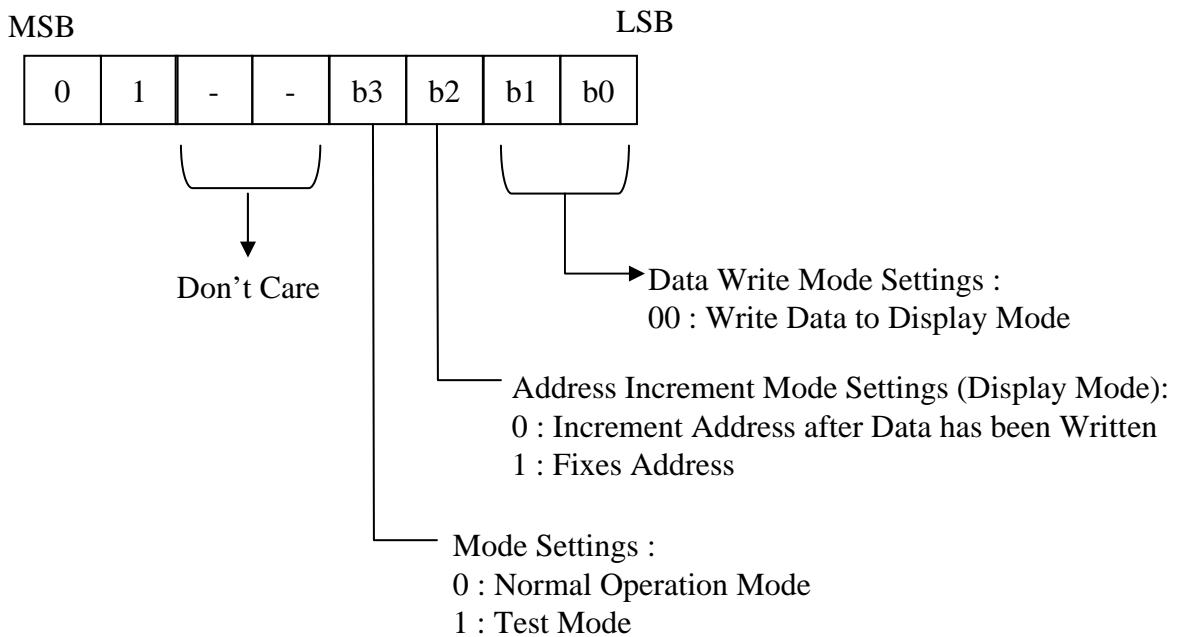 MSB LSB
0 1 - - b3 b2 b1 b0
Don’t Care
Data Write Mode Settings :
00 : Write Data to Display Mode
Address Increment Mode Settings (Display Mode):
0 : Increment Address after Data has been Written
1 : Fixes Address
Mode Settings :
0 : Normal Operation Mode
1 : Test Mode